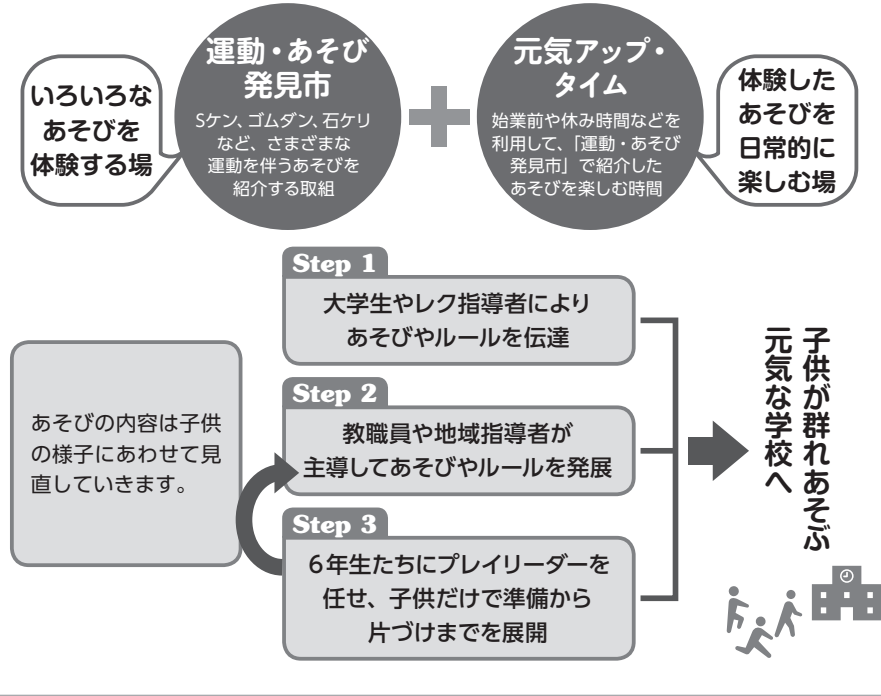 いろいろな
あそびを
体験する場
運動・あそび
発見市
Sケン、ゴムダン、石ケリ
など、さまざまな
運動を伴うあそびを
紹介する取組
元気アップ・
タイム
始業前や休み時間などを
利用して、「運動・あそび
発見市」で紹介した
あそびを楽しむ時間
体験した
あそびを
日常的に
楽しむ場
Step 1
大学生やレク指導者により
あそびやルールを伝達
Step 2
教職員や地域指導者が
主導してあそびやルールを発展
Step 3
6年生たちにプレイリーダーを
任せ、子供だけで準備から
片づけまでを展開
あそびの内容は子供
の様子にあわせて見
直していきます。
子供が群れあそぶ
元気な学校へ